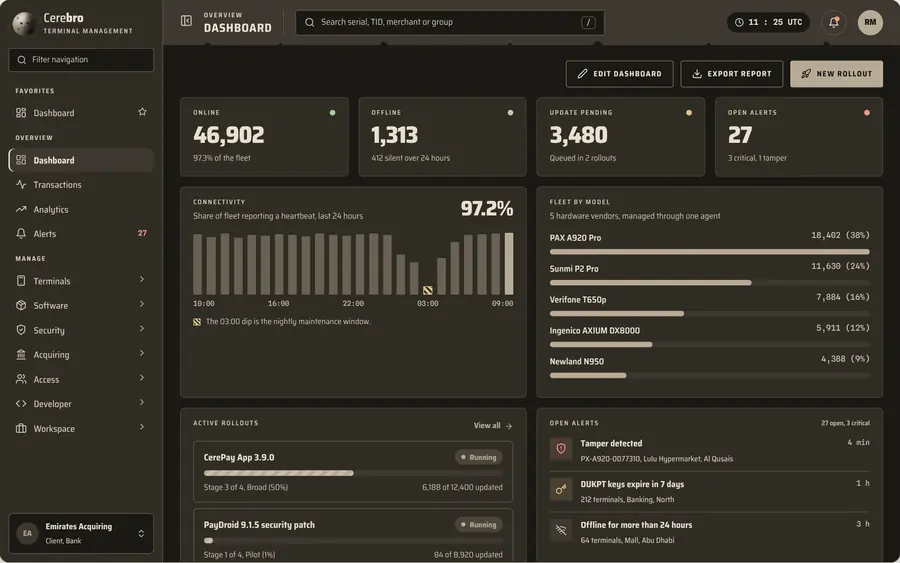 Cerebro
TERMINAL MANAGEMENT
Filter navigation
FAVORITES
Dashboard
OVERVIEW
Dashboard
Transactions
Analytics
Alerts 27
MANAGE
Terminals
Software
Security
Acquiring
Access
Developer
Workspace
EA
Emirates Acquiring
Client, Bank
OVERVIEW
DASHBOARD
Search serial, TID, merchant or group /
11 : 25 UTC
RM
EDIT DASHBOARD
EXPORT REPORT
NEW ROLLOUT
ONLINE
46,902
97.3% of the fleet
OFFLINE
1,313
412 silent over 24 hours
UPDATE PENDING
3,480
Queued in 2 rollouts
OPEN ALERTS
27
3 critical, 1 tamper
CONNECTIVITY
Share of fleet reporting a heartbeat, last 24 hours
97.2%
10:00 16:00 22:00 03:00 09:00
The 03:00 dip is the nightly maintenance window.
FLEET BY MODEL
5 hardware vendors, managed through one agent
PAX A920 Pro 18,402 (38%)
Sunmi P2 Pro 11,630 (24%)
Verifone T650p 7,884 (16%)
Ingenico AXIUM DX8000 5,911 (12%)
Newland N950 4,388 (9%)
ACTIVE ROLLOUTS
View all
CerePay App 3.9.0 Running
Stage 3 of 4, Broad (50%) 6,188 of 12,400 updated
PayDroid 9.1.5 security patch Running
Stage 1 of 4, Pilot (1%) 84 of 8,920 updated
OPEN ALERTS
27 open, 3 critical
Tamper detected 4 min
PX-A920-0077310, Lulu Hypermarket, Al Qusais
DUKPT keys expire in 7 days 1 h
212 terminals, Banking, North
Offline for more than 24 hours 3 h
64 terminals, Mall, Abu Dhabi